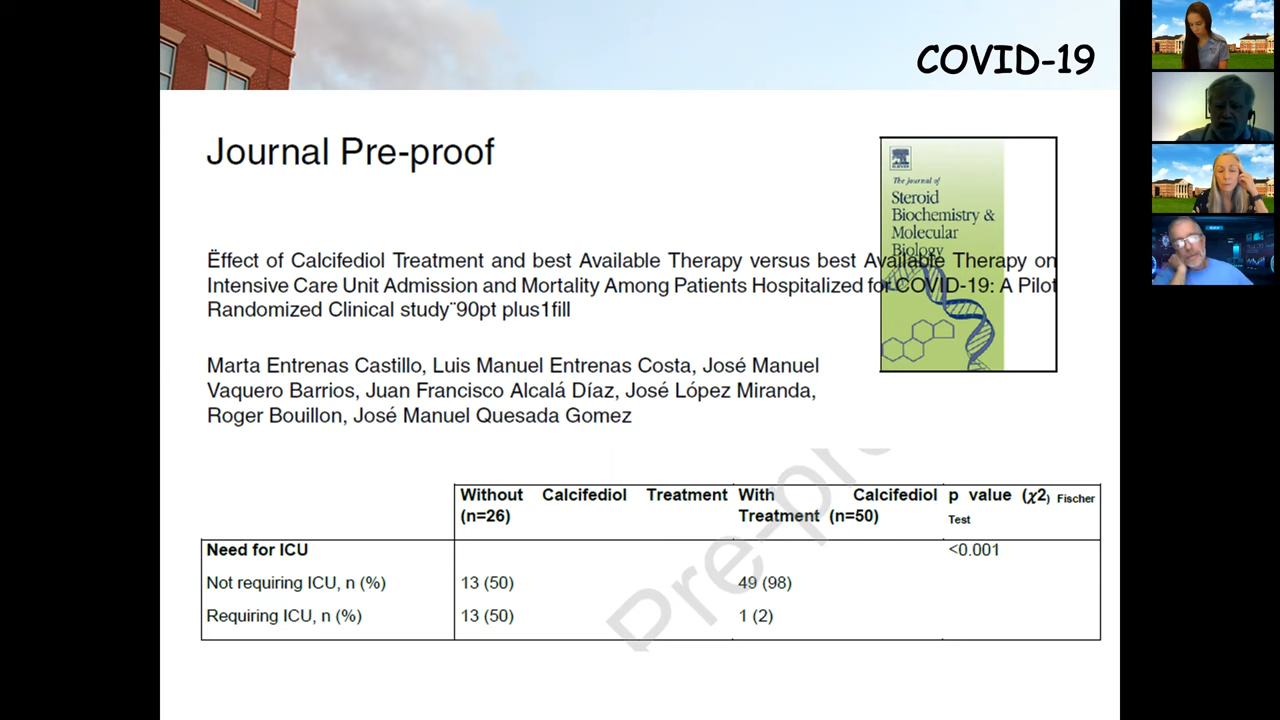 COVID-19
Journal Pre-proof
ELSEVIER
The Journal of
Steroid
Biochemistry &
Molecular
Biology
Ëffect of Calcifediol Treatment and best Available Therapy versus best Available Therapy on
Intensive Care Unit Admission and Mortality Among Patients Hospitalized for COVID-19: A Pilot
Randomized Clinical study¨90pt plus1fill
Marta Entrenas Castillo, Luis Manuel Entrenas Costa, José Manuel
Vaquero Barrios, Juan Francisco Alcalá Díaz, José López Miranda,
Roger Bouillon, José Manuel Quesada Gomez
Without Calcifediol Treatment With Calcifediol p value (χ2) Fischer
(n=26) Treatment (n=50) Test
Need for ICU <0.001
Not requiring ICU, n (%) 13 (50) 49 (98)
Requiring ICU, n (%) 13 (50) 1 (2)
Pre-pro